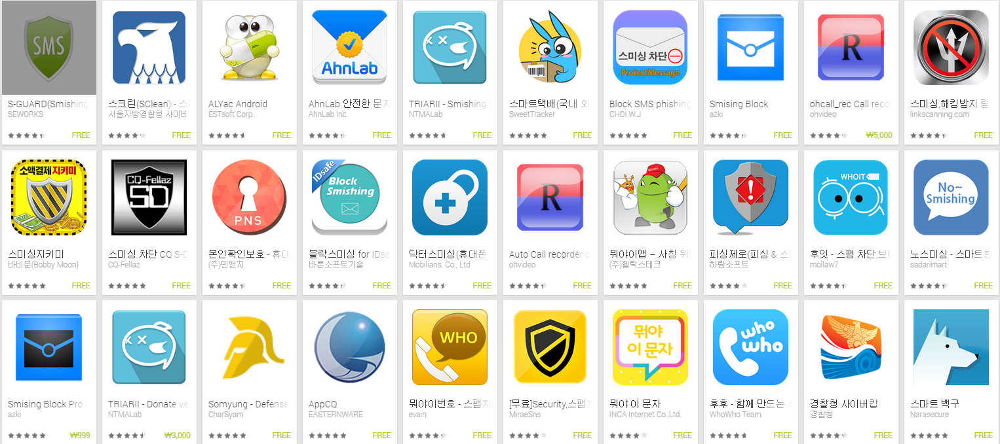 SMS
AhnLab
스미싱 차단
ProtectMessage
R
S-GUARD(Smishing
스크린(SClean) - 스
ALYac Android
AhnLab 안전한 문자
TRIARII - Smishing
스마트택배(국내 외
Block SMS phishing
Smising Block
ohcall_rec Call reco
스미싱,해킹방지 링
SEWORKS
서울지방경찰청 사이버
ESTsoft Corp.
AhnLab Inc.
NTMALab
SweetTracker
CHOI.W.J
azki
ohvideo
linkscanning.com
FREE
FREE
FREE
FREE
FREE
FREE
FREE
FREE
₩5,000
FREE
소액결제 지키미
CQ-Fellaz
SD
PNS
IDsafe
Block
Smishing
R
SECURITY
WHOIT
No~
Smishing
스미싱지키미
스미싱 차단 CQ S-D
본인확인보호 - 휴대
블락스미싱 for IDsa
닥터스미싱(휴대폰
Auto Call recorder
뭐야이앱 – 사칭 위
피싱제로(피싱 & 스
후잇 - 스팸 차단,보
노스미싱 - 스마트한
바비문(Bobby Moon)
CQ-Fellaz
(주)민앤지
바른소프트기술
Mobilians. Co., Ltd
ohvideo
(주)헬릭스테크
하람소프트
mollaw7
sadarimart
FREE
FREE
FREE
FREE
FREE
FREE
FREE
FREE
FREE
FREE
WHO
뭐야
이 문자
who
who
@
Smising Block Pro
TRIARII - Donate ve
Somyung - Defense
AppCQ
뭐야이번호 - 스팸차
[무료]Security,스팸
뭐야 이 문자
후후 - 함께 만드는
경찰청 사이버캅
스마트 백구
azki
NTMALab
CharSyam
EASTERNWARE
evain
MiraeSns
INCA Internet Co.,Ltd.
WhoWho Team
경찰청
Narasecure
₩999
₩3,000
FREE
FREE
FREE
FREE
FREE
FREE
FREE
FREE